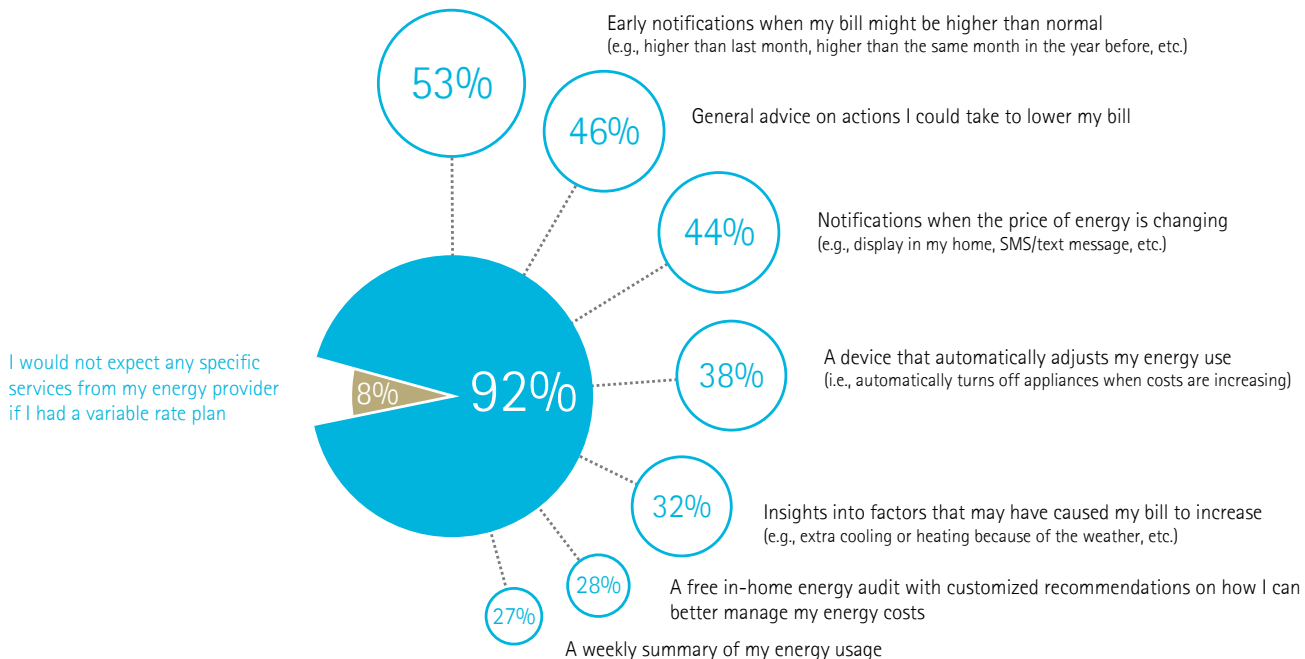 53%
Early notifications when my bill might be higher than normal
(e.g., higher than last month, higher than the same month in the year before, etc.)
46%
General advice on actions I could take to lower my bill
44%
Notifications when the price of energy is changing
(e.g., display in my home, SMS/text message, etc.)
I would not expect any specific
services from my energy provider
if I had a variable rate plan
8%
92%
38%
A device that automatically adjusts my energy use
(i.e., automatically turns off appliances when costs are increasing)
32%
Insights into factors that may have caused my bill to increase
(e.g., extra cooling or heating because of the weather, etc.)
28%
A free in-home energy audit with customized recommendations on how I can
better manage my energy costs
27%
A weekly summary of my energy usage